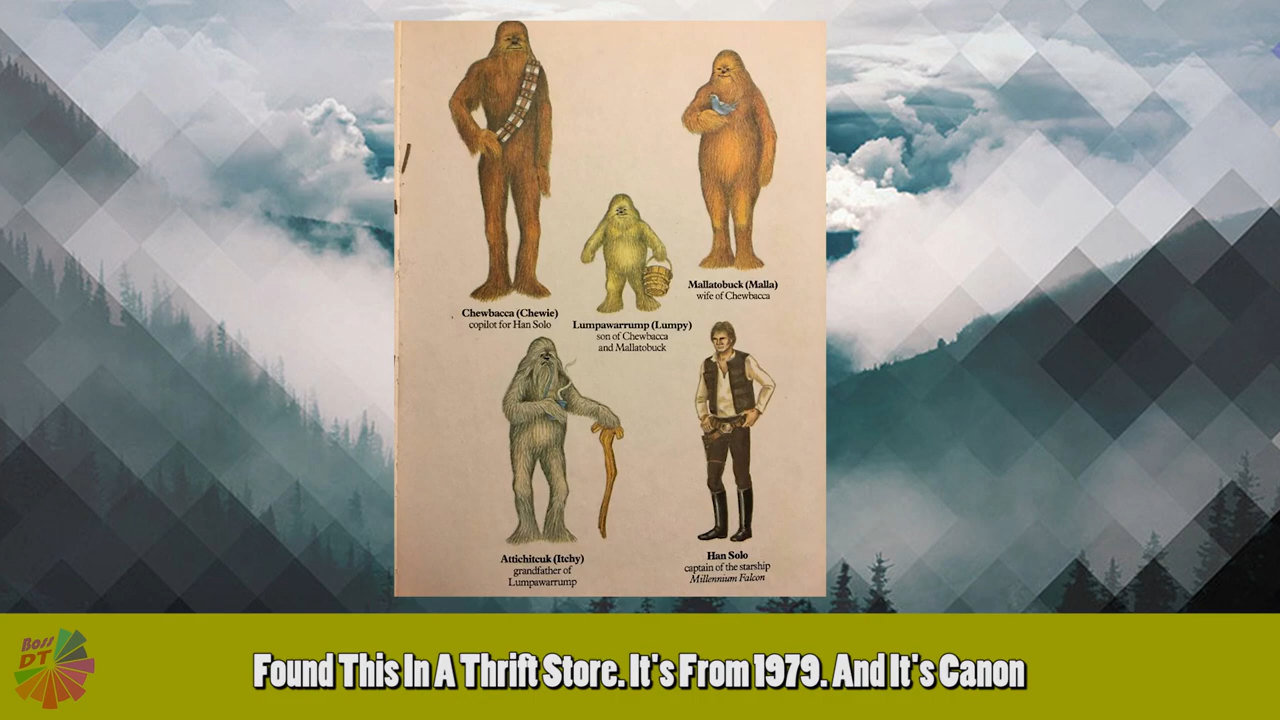 Chewbacca (Chewie)
copilot for Han Solo
Mallatobuck (Malla)
wife of Chewbacca
Lumpawarrump (Lumpy)
son of Chewbacca
and Mallatobuck
Attichitcuk (Itchy)
grandfather of
Lumpawarrump
Han Solo
captain of the starship
Millennium Falcon
Boss
DT
Found This In A Thrift Store. It's From 1979. And It's Canon